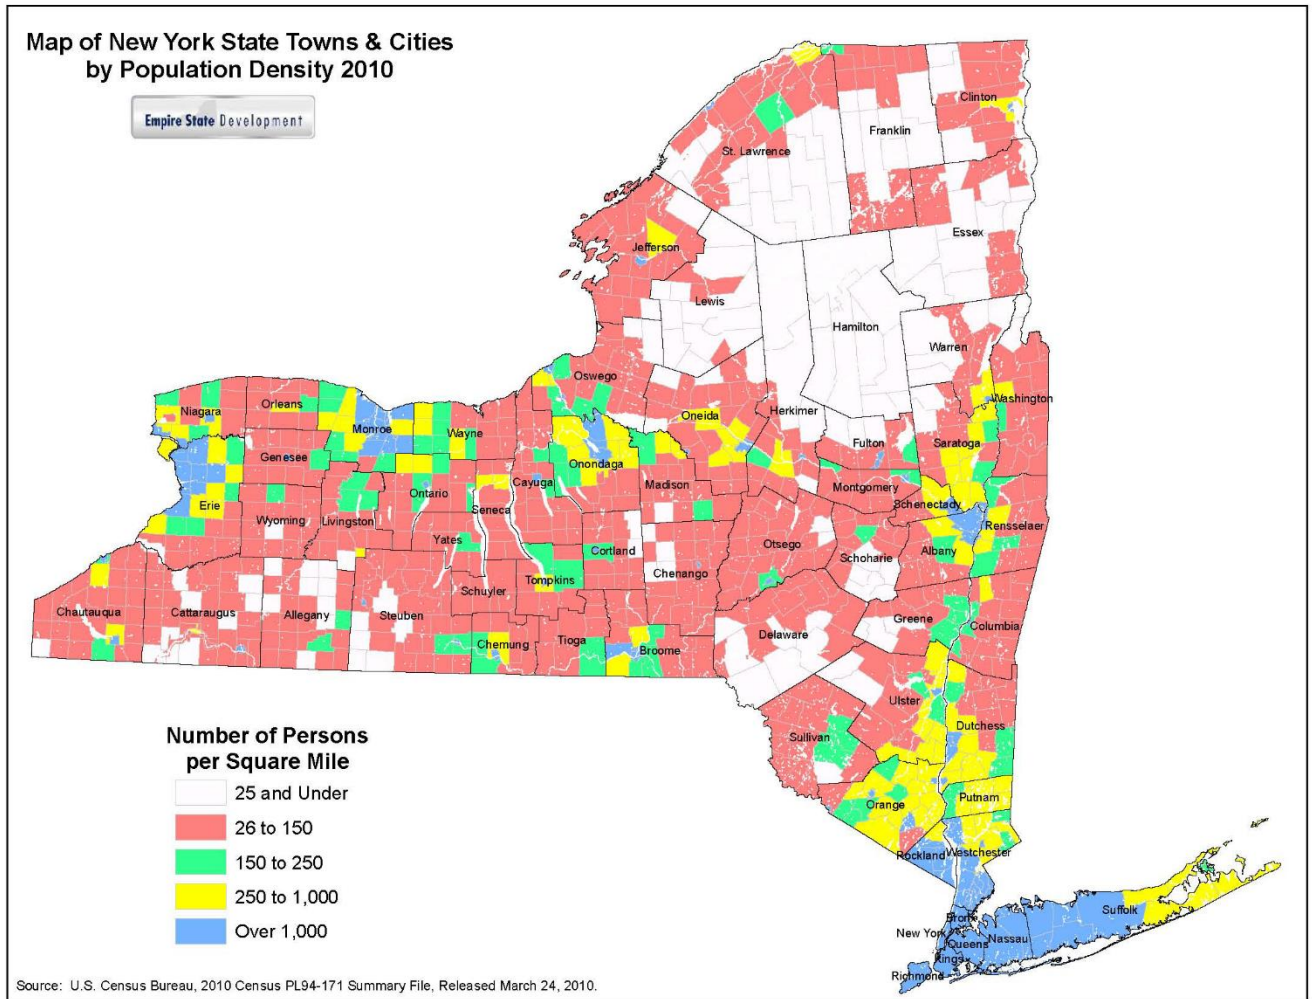 Map of New York State Towns & Cities
by Population Density 2010
Empire State Development
Clinton
Franklin
St. Lawrence
Essex
Jefferson
Lewis
Hamilton
Warren
Oswego
Washington
Niagara
Orleans
Oneida
Herkimer
Monroe
Wayne
Fulton
Saratoga
Genesee
Onondaga
Cayuga
Madison
Montgomery
Ontario
Schenectady
Erie
Seneca
Wyoming
Livingston
Rensselaer
Yates
Otsego
Albany
Cortland
Schoharie
Tompkins
Chenango
Schuyler
Chautauqua
Cattaraugus
Allegany
Steuben
Greene
Columbia
Delaware
Chemung
Tioga
Broome
Ulster
Dutchess
Sullivan
Number of Persons
per Square Mile
25 and Under
26 to 150
150 to 250
250 to 1,000
Over 1,000
Orange
Putnam
Rockland
Westchester
Suffolk
Bronx
New York
Queens
Nassau
Kings
Richmond
Source: U.S. Census Bureau, 2010 Census PL94-171 Summary File, Released March 24, 2010.